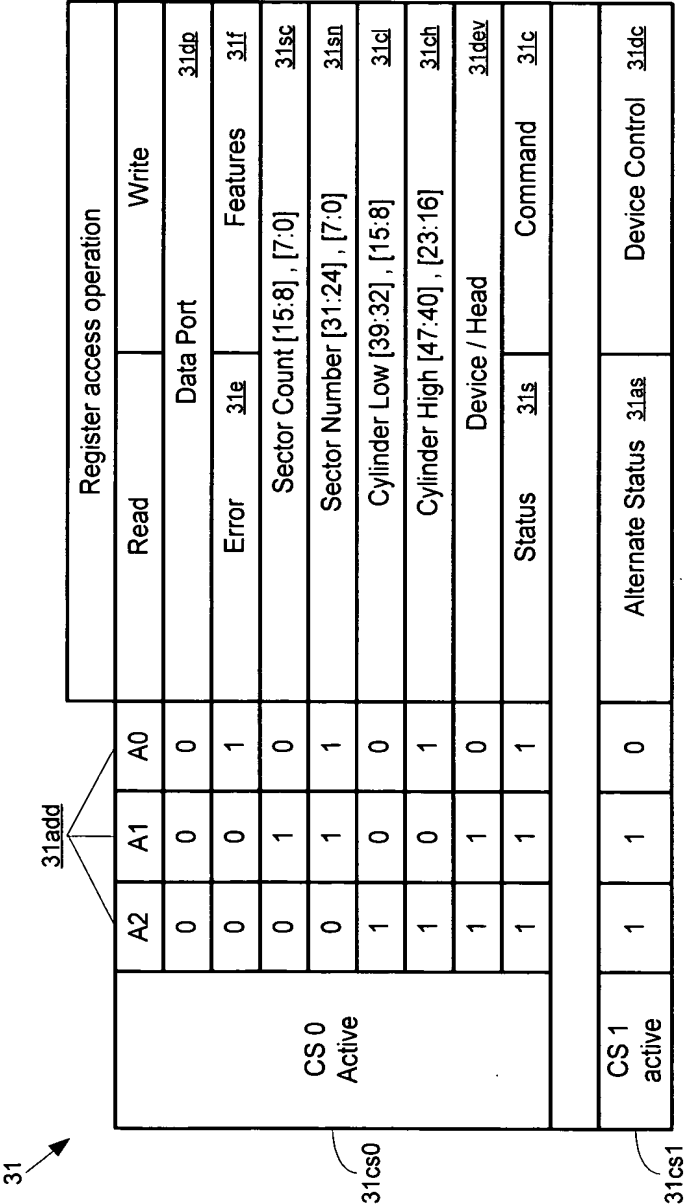 31
31add
Register access operation
A2 A1 A0 Read Write
CS 0
Active
0 0 0 Data Port 31dp
0 0 1 Error 31e Features 31f
0 1 0 Sector Count [15:8] , [7:0] 31sc
0 1 1 Sector Number [31:24] , [7:0] 31sn
1 0 0 Cylinder Low [39:32] , [15:8] 31cl
1 0 1 Cylinder High [47:40] , [23:16] 31ch
1 1 0 Device / Head 31dev
1 1 1 Status 31s Command 31c
31cs0
CS 1
active
1 1 0 Alternate Status 31as Device Control 31dc
31cs1